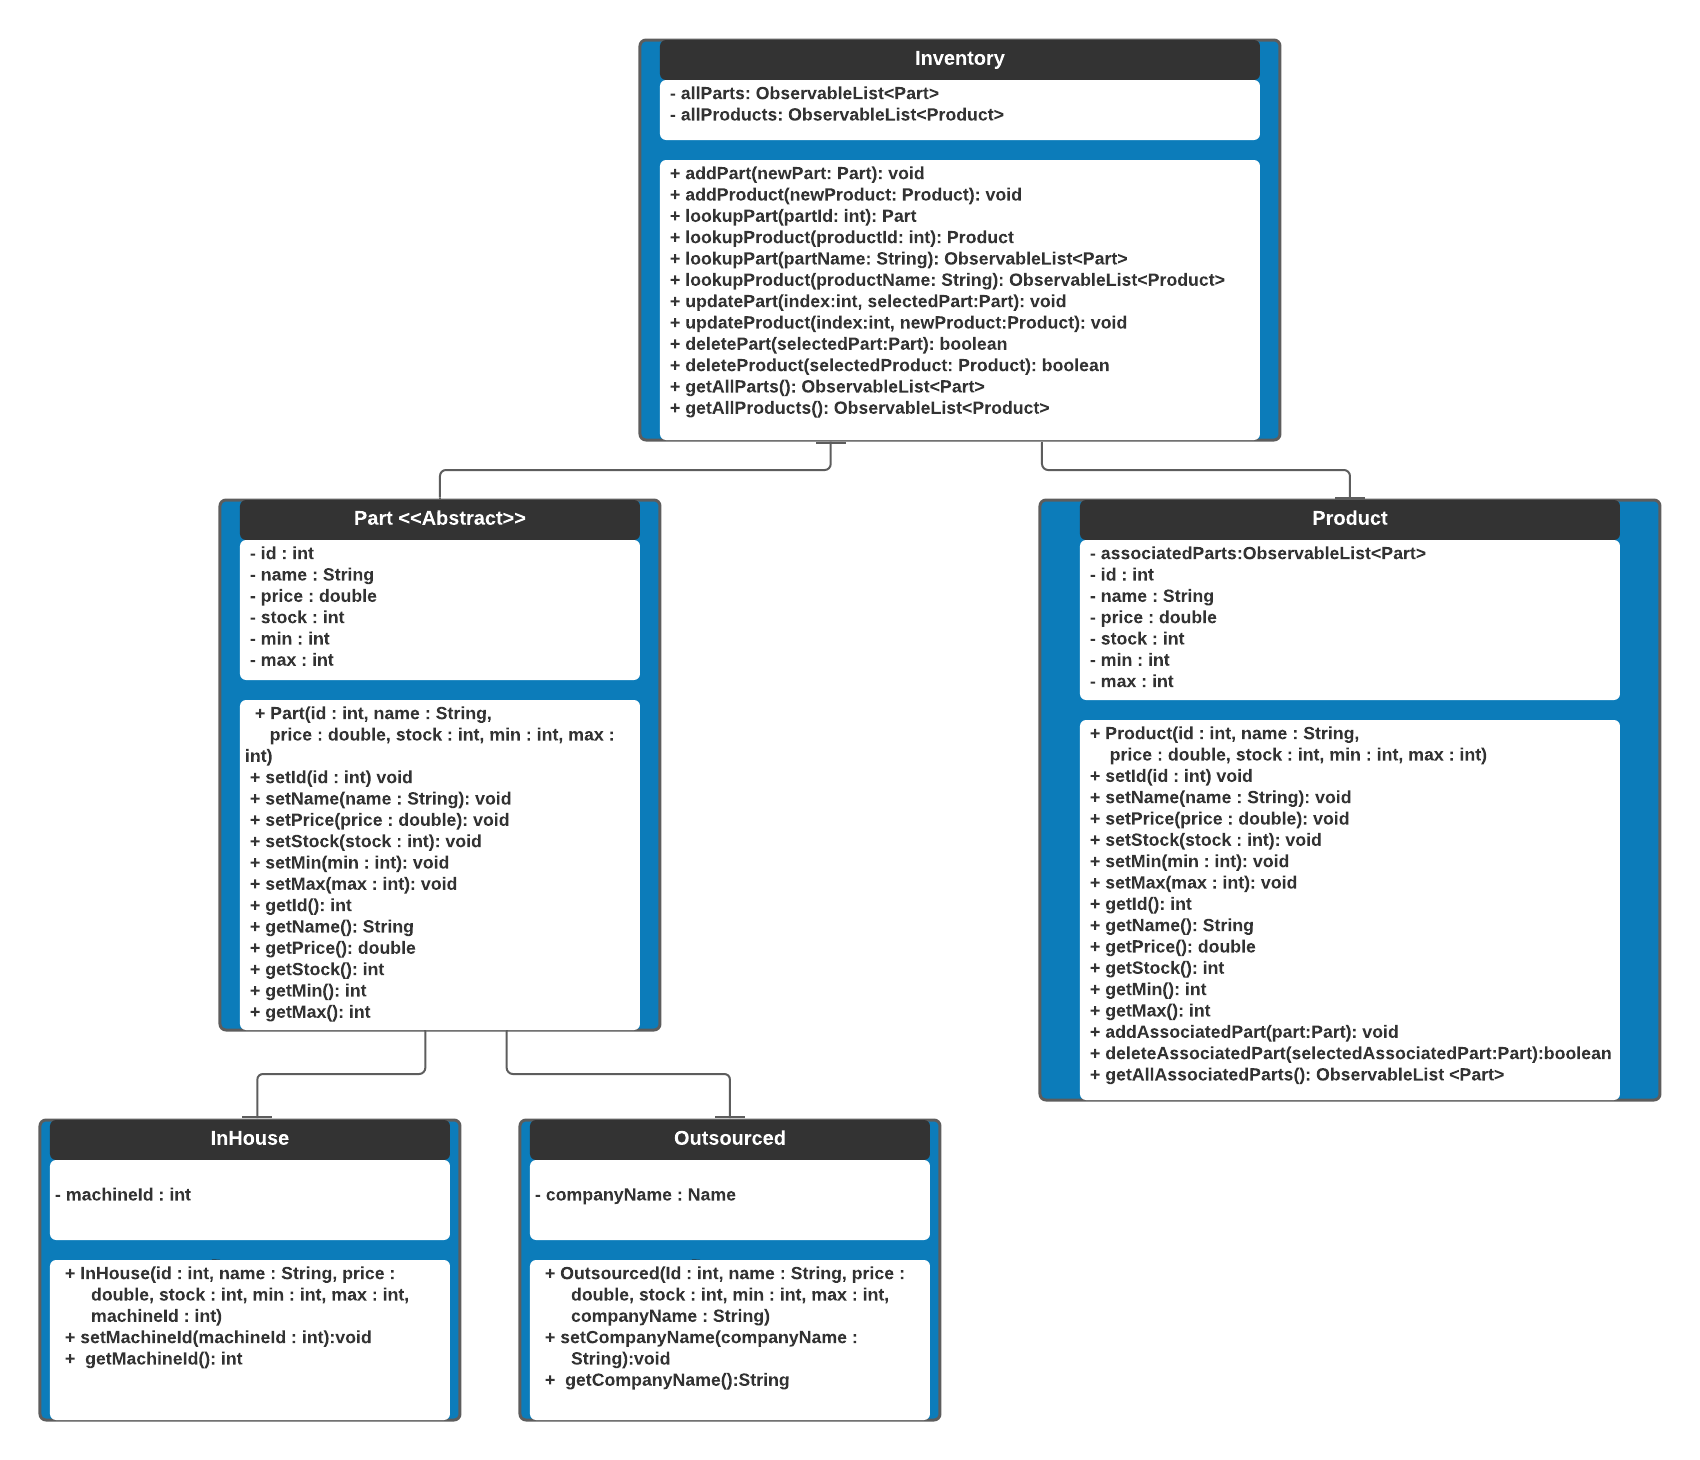 Inventory
- allParts: ObservableList<Part>
- allProducts: ObservableList<Product>
+ addPart(newPart: Part): void
+ addProduct(newProduct: Product): void
+ lookupPart(partId: int): Part
+ lookupProduct(productId: int): Product
+ lookupPart(partName: String): ObservableList<Part>
+ lookupProduct(productName: String): ObservableList<Product>
+ updatePart(index:int, selectedPart:Part): void
+ updateProduct(index:int, newProduct:Product): void
+ deletePart(selectedPart:Part): boolean
+ deleteProduct(selectedProduct: Product): boolean
+ getAllParts(): ObservableList<Part>
+ getAllProducts(): ObservableList<Product>
Part <<Abstract>>
- id : int
- name : String
- price : double
- stock : int
- min : int
- max : int
+ Part(id : int, name : String,
price : double, stock : int, min : int, max :
int)
+ setId(id : int) void
+ setName(name : String): void
+ setPrice(price : double): void
+ setStock(stock : int): void
+ setMin(min : int): void
+ setMax(max : int): void
+ getId(): int
+ getName(): String
+ getPrice(): double
+ getStock(): int
+ getMin(): int
+ getMax(): int
Product
- associatedParts:ObservableList<Part>
- id : int
- name : String
- price : double
- stock : int
- min : int
- max : int
+ Product(id : int, name : String,
price : double, stock : int, min : int, max : int)
+ setId(id : int) void
+ setName(name : String): void
+ setPrice(price : double): void
+ setStock(stock : int): void
+ setMin(min : int): void
+ setMax(max : int): void
+ getId(): int
+ getName(): String
+ getPrice(): double
+ getStock(): int
+ getMin(): int
+ getMax(): int
+ addAssociatedPart(part:Part): void
+ deleteAssociatedPart(selectedAssociatedPart:Part):boolean
+ getAllAssociatedParts(): ObservableList <Part>
InHouse
- machineId : int
+ InHouse(id : int, name : String, price :
double, stock : int, min : int, max : int,
machineId : int)
+ setMachineId(machineId : int):void
+ getMachineId(): int
Outsourced
- companyName : Name
+ Outsourced(Id : int, name : String, price :
double, stock : int, min : int, max : int,
companyName : String)
+ setCompanyName(companyName :
String):void
+ getCompanyName():String